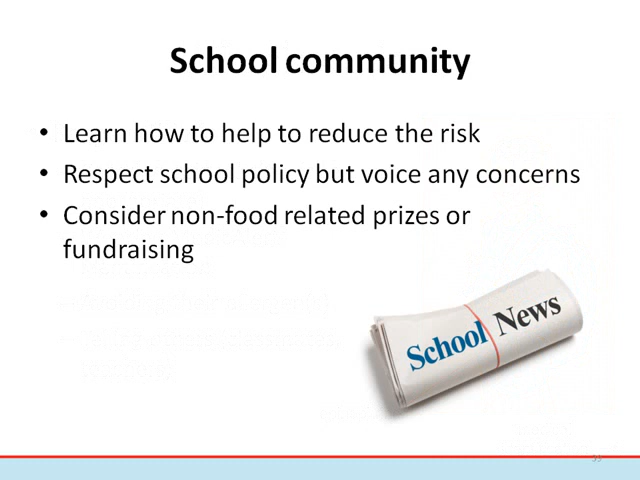 School community
• Learn how to help to reduce the risk
• Respect school policy but voice any concerns
• Consider non-food related prizes or
fundraising
School News